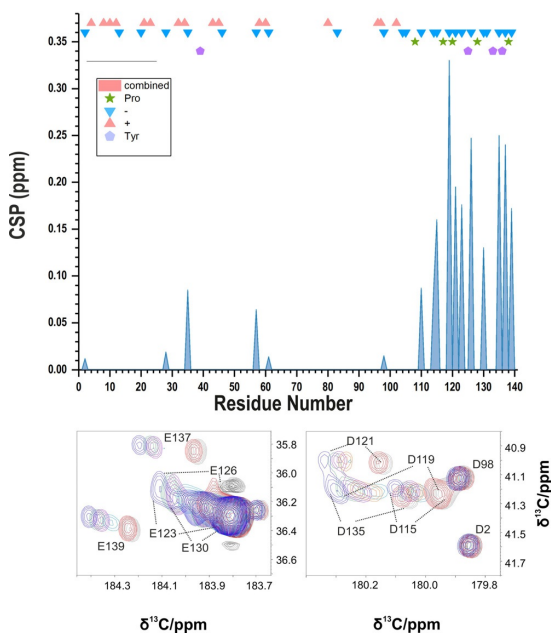 0.35
0.30
0.25
0.20
0.15
0.10
0.05
0.00
CSP (ppm)
combined
Pro
-
+
Tyr
0 10 20 30 40 50 60 70 80 90 100 110 120 130 140
Residue Number
E137
E126
E123
E130
E139
35.8
36.0
36.2
36.4
36.6
184.3 184.1 183.9 183.7
δ¹³C/ppm
D121
D119
D98
D135
D115
D2
40.9
41.1
41.3
41.5
41.7
180.2 180.0 179.8
δ¹³C/ppm
δ¹³C/ppm
δ¹³C/ppm